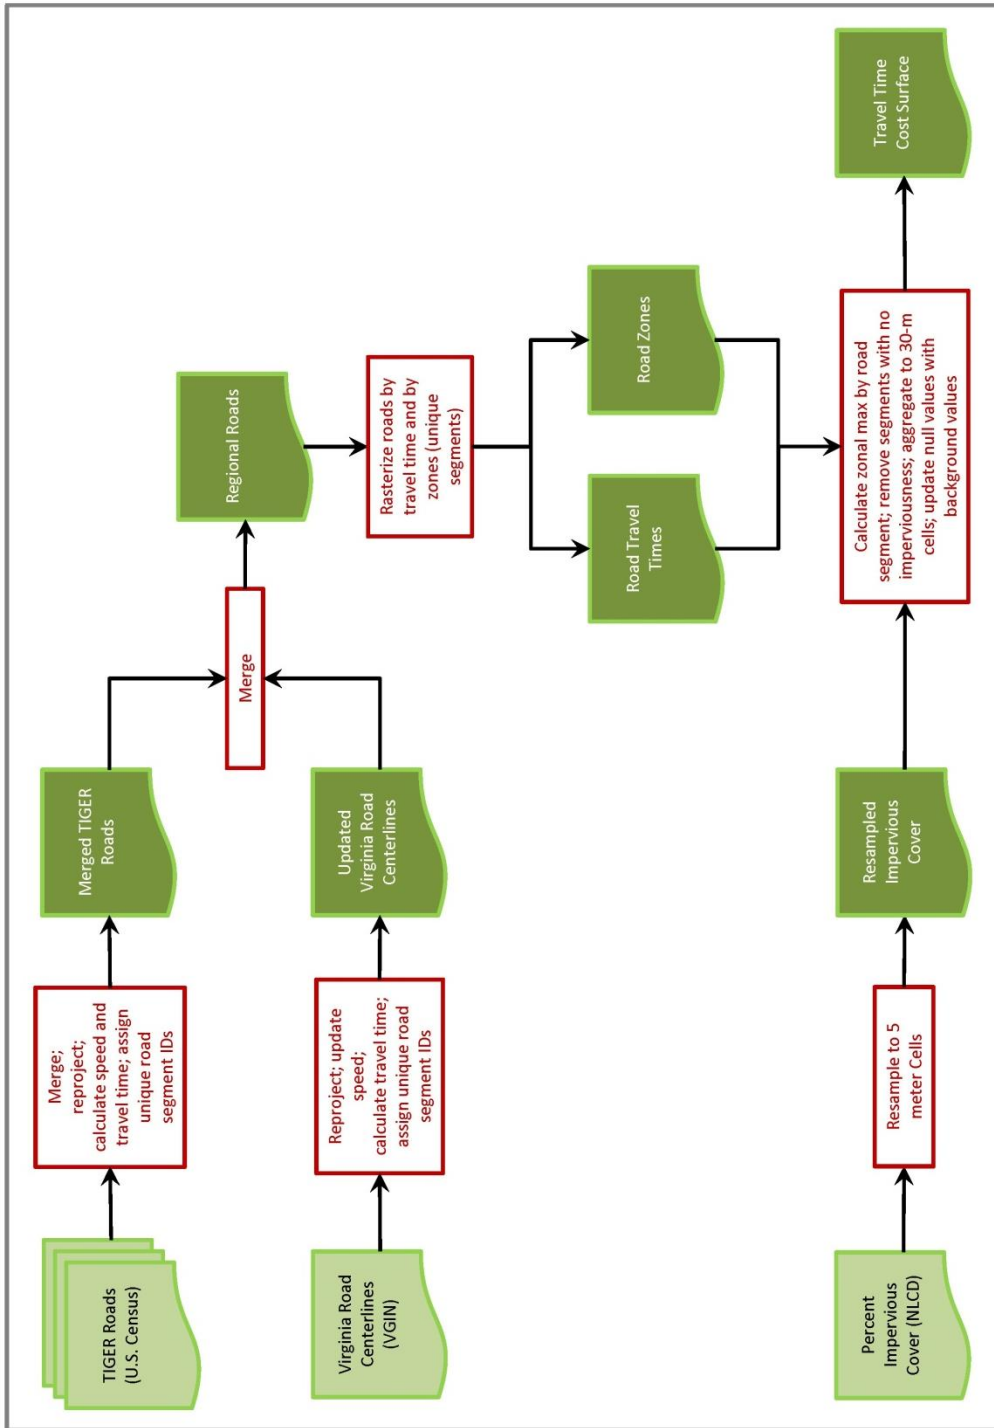 TIGER Roads
(U.S. Census)
Merge;
reproject;
calculate speed and
travel time; assign
unique road
segment IDs
Merged TIGER
Roads
Virginia Road
Centerlines
(VGIN)
Reproject; update
speed;
calculate travel time;
assign unique road
segment IDs
Updated
Virginia Road
Centerlines
Merge
Regional Roads
Rasterize roads by
travel time and by
zones (unique
segments)
Road Travel
Times
Road Zones
Percent
Impervious
Cover (NLCD)
Resample to 5
meter Cells
Resampled
Impervious
Cover
Calculate zonal max by road
segment; remove segments with no
imperviousness; aggregate to 30-m
cells; update null values with
background values
Travel Time
Cost Surface